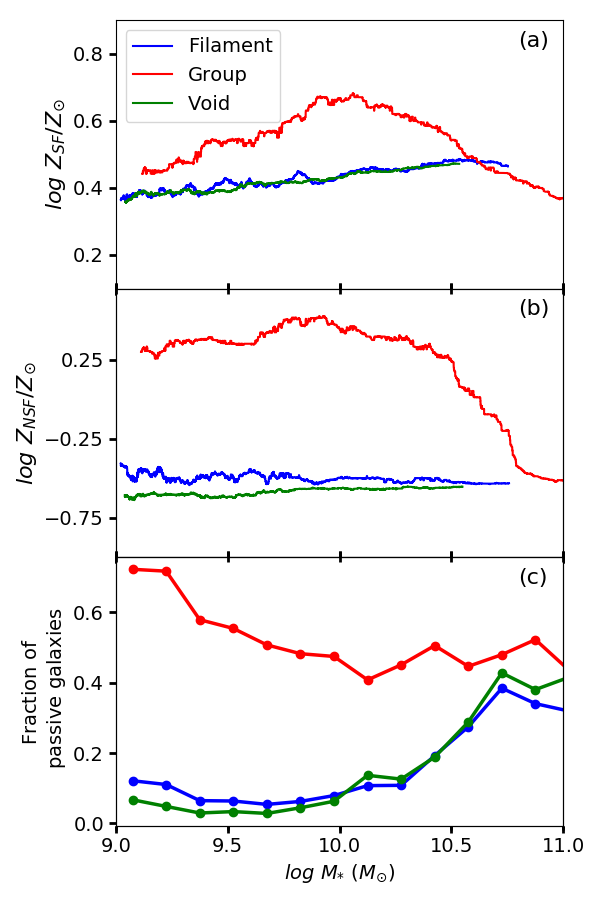 (a)
Filament
Group
Void
log Z_SF/Z_⊙
0.8
0.6
0.4
0.2
(b)
log Z_NSF/Z_⊙
0.25
−0.25
−0.75
(c)
Fraction of
passive galaxies
0.6
0.4
0.2
0.0
9.0 9.5 10.0 10.5 11.0
log M_* (M_⊙)